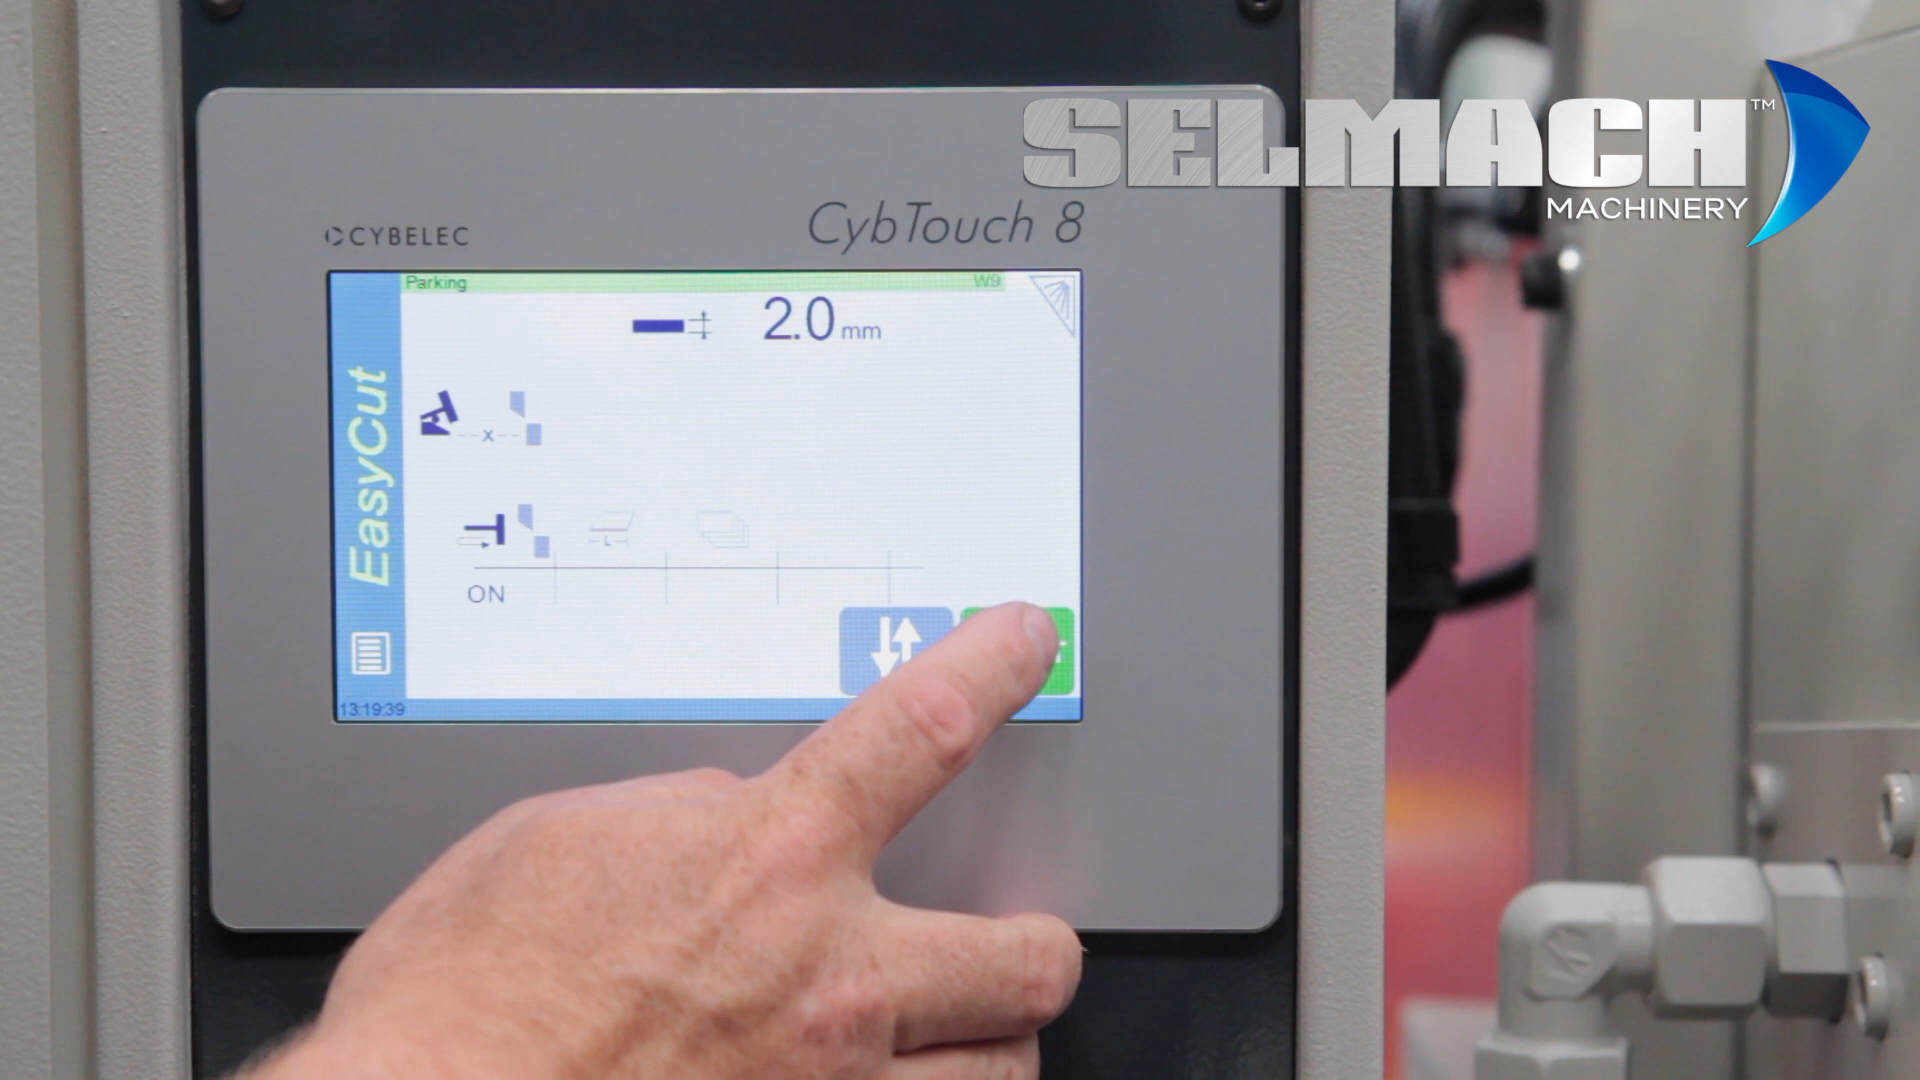 SELMACH™
MACHINERY
CYBELEC
CybTouch 8
Parking
W9
2.0 mm
EasyCut
X
L
ON
13:19:39